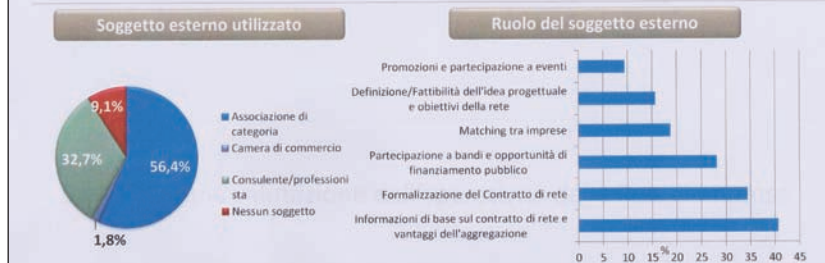 Soggetto esterno utilizzato
9,1%
32,7%
56,4%
1,8%
Associazione di
categoria
Camera di commercio
Consulente/professioni
sta
Nessun soggetto
Ruolo del soggetto esterno
Promozioni e partecipazione a eventi
Definizione/Fattibilità dell'idea progettuale
e obiettivi della rete
Matching tra imprese
Partecipazione a bandi e opportunità di
finanziamento pubblico
Formalizzazione del Contratto di rete
Informazioni di base sul contratto di rete e
vantaggi dell'aggregazione
0 5 10 15 % 20 25 30 35 40 45